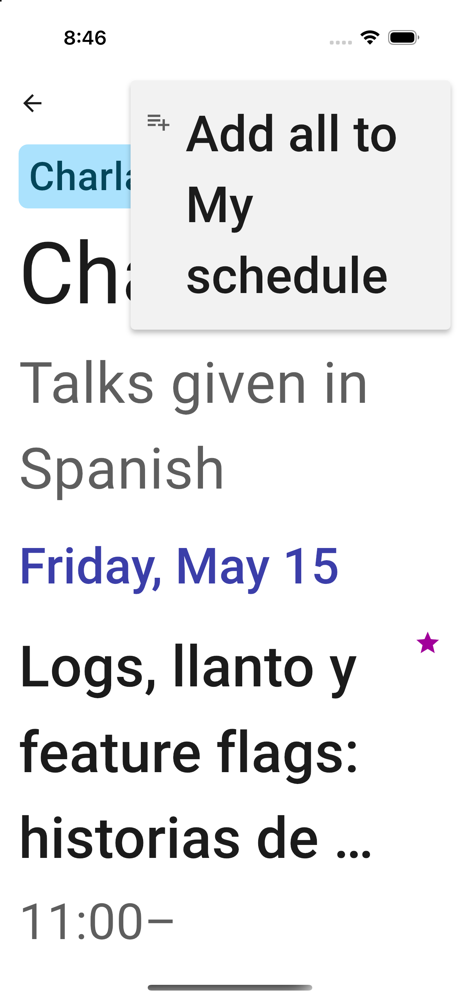 8:46
Add all to
My
schedule
Charla
Cha
Talks given in
Spanish
Friday, May 15
Logs, llanto y
feature flags:
historias de ...
11:00–